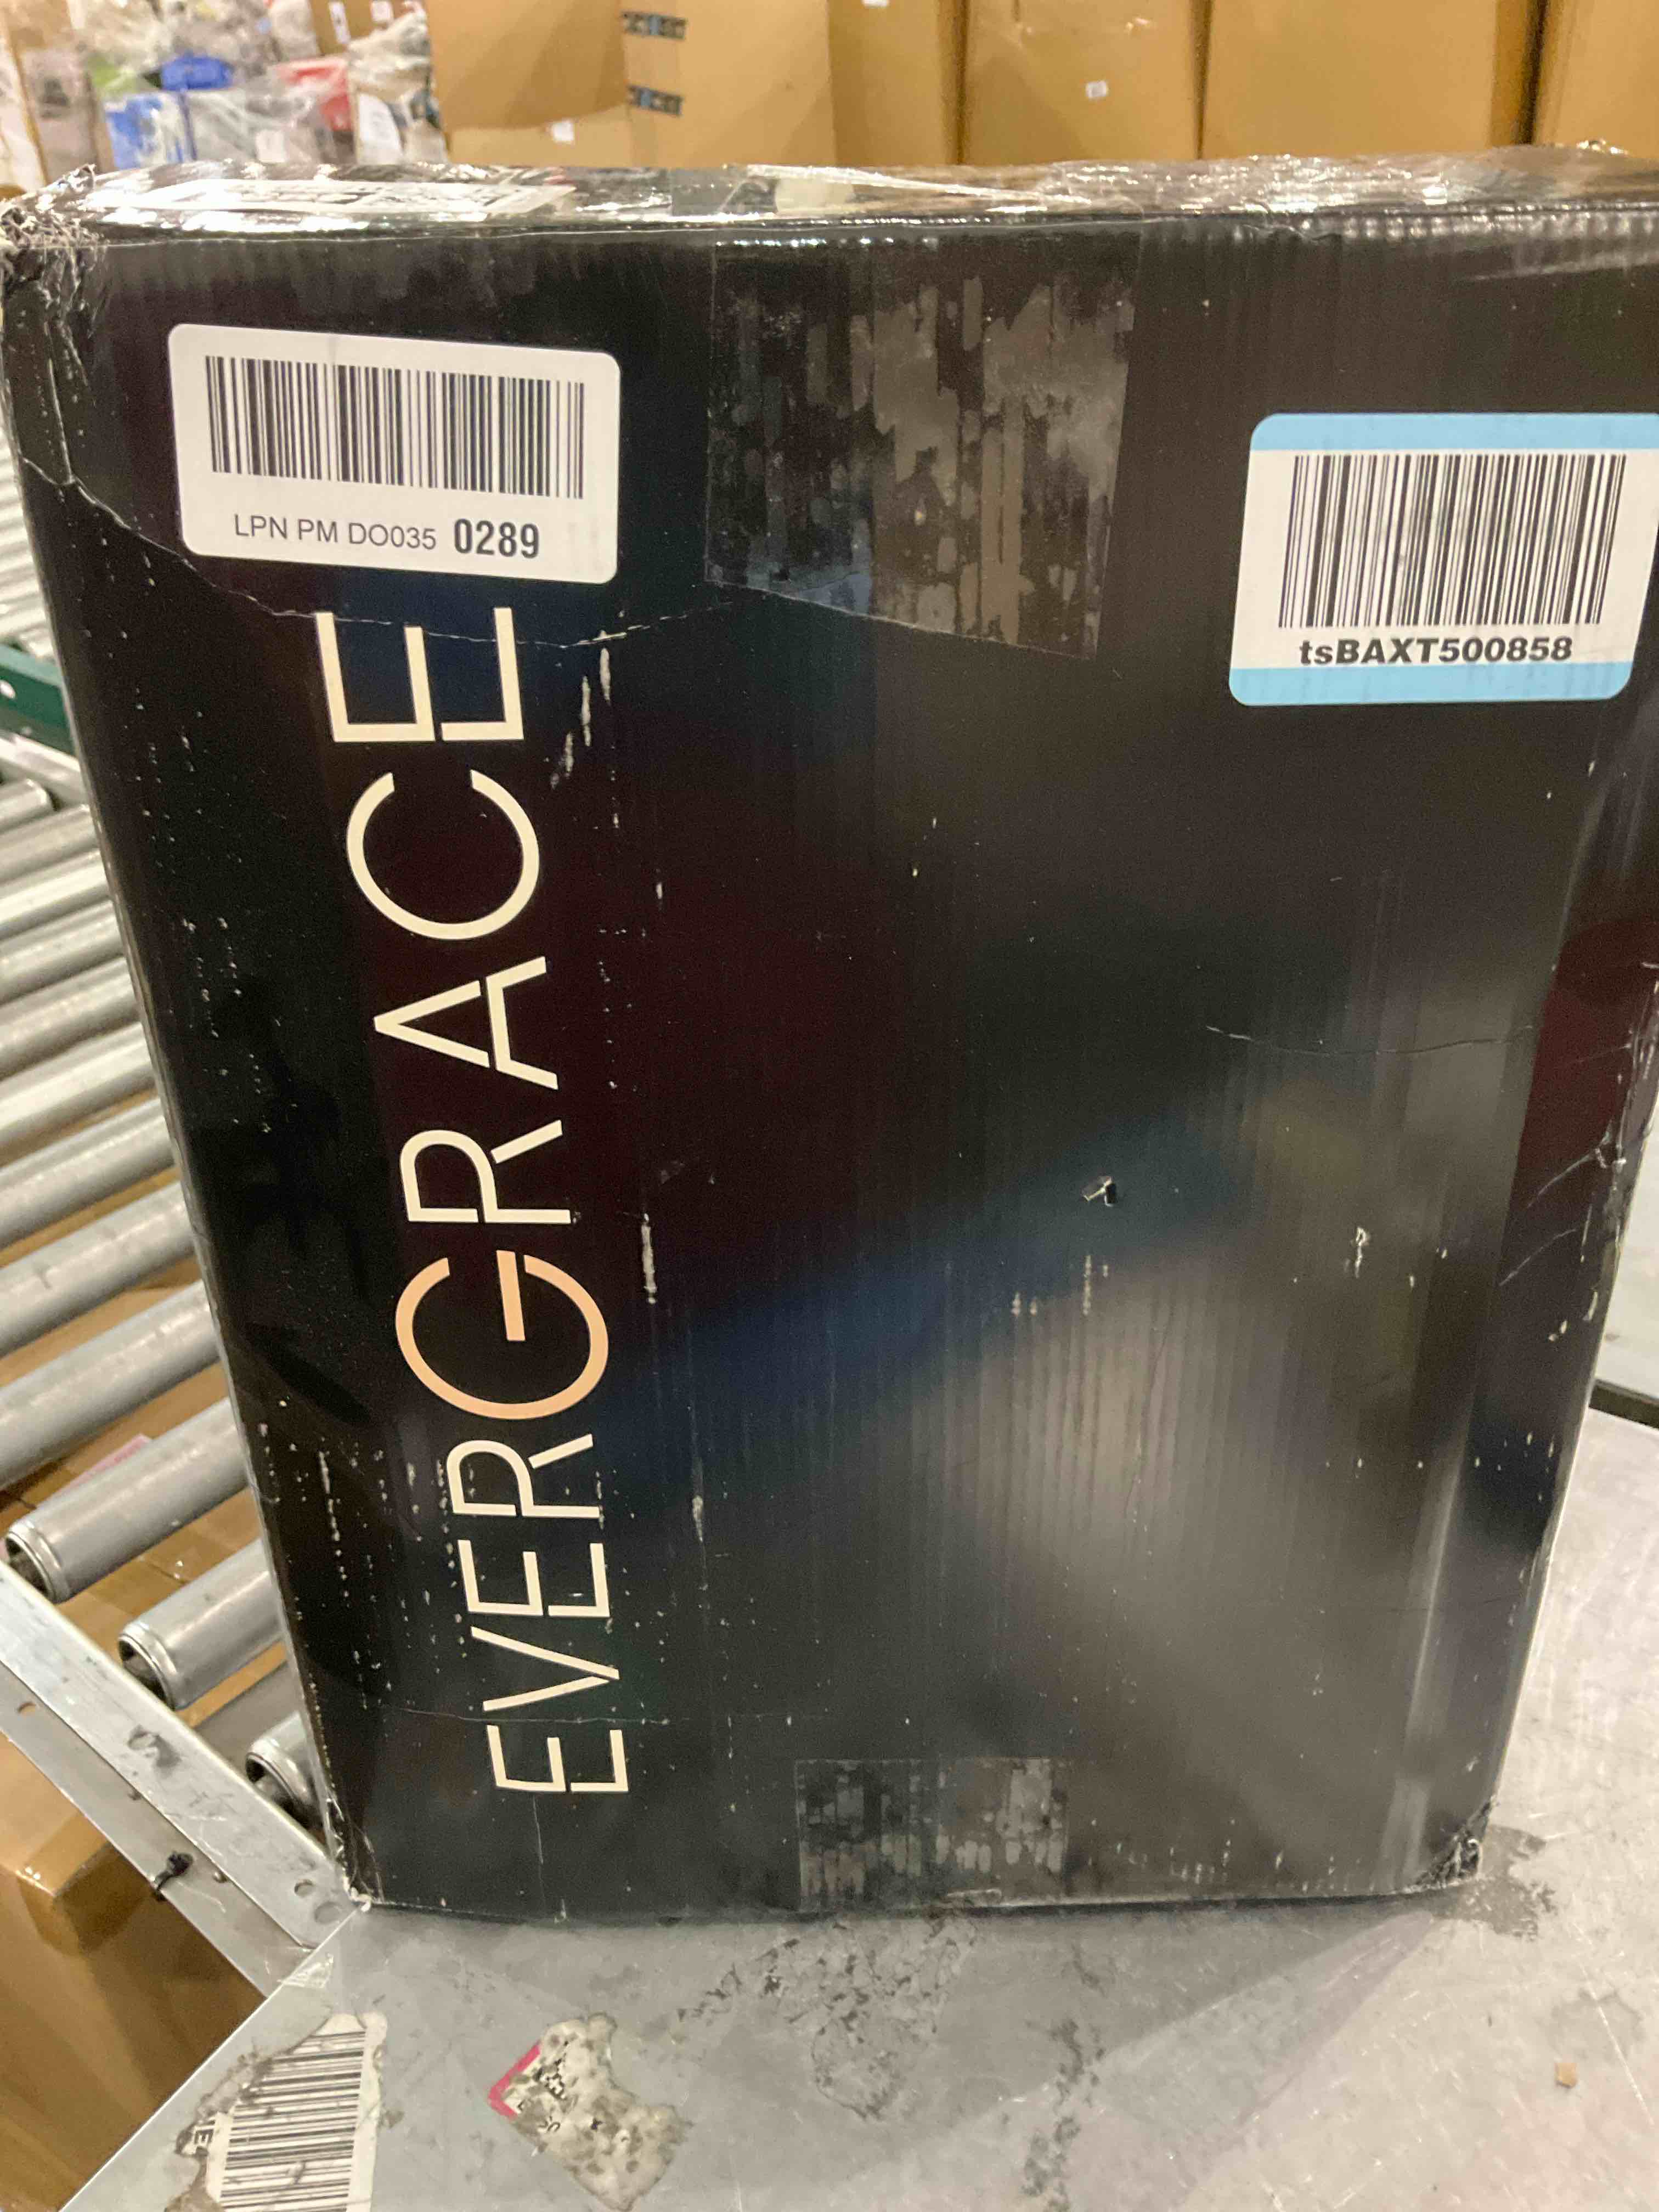 LPN PM DO035 0289
tsBAXT500858
EVERGRACE